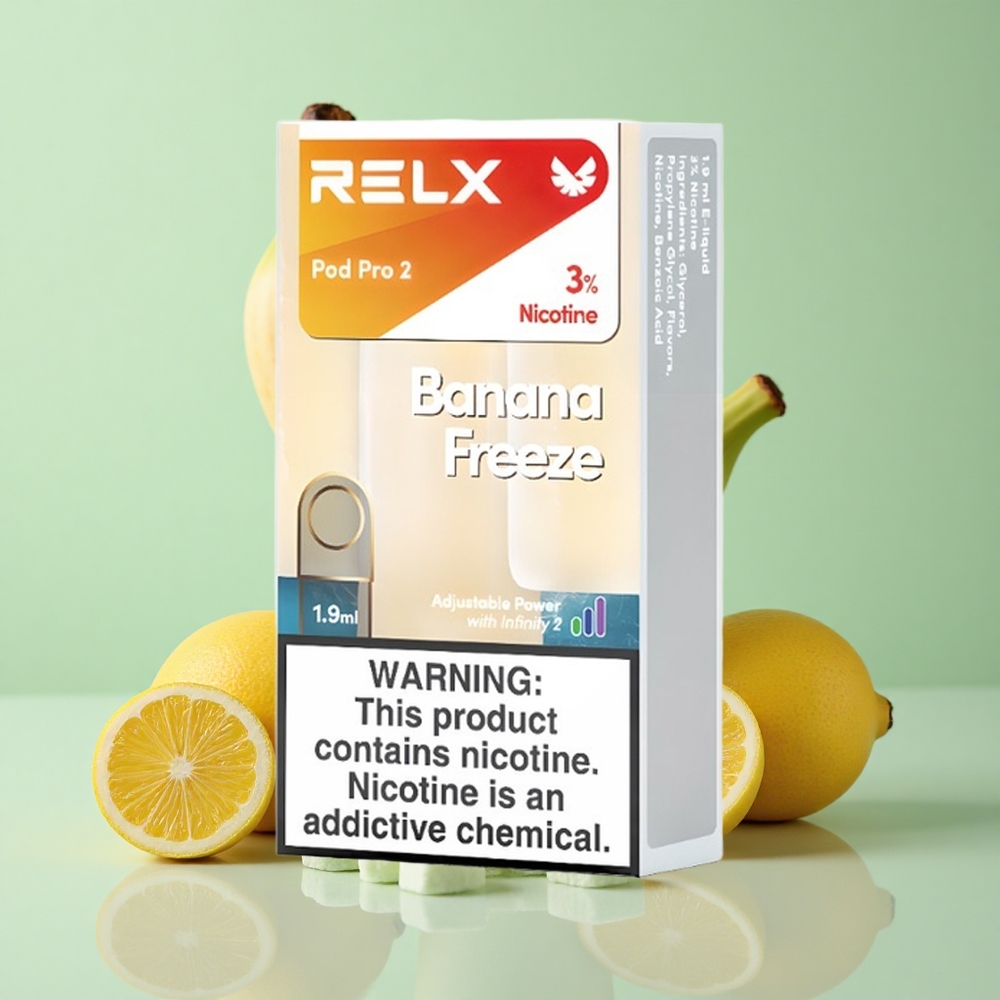 RELX
Pod Pro 2
3%
Nicotine
Banana
Freeze
1.9ml
Adjustable Power
with Infinity 2
WARNING:
This product
contains nicotine.
Nicotine is an
addictive chemical.
1.9 ml E-liquid
3% Nicotine
Ingredients: Glycerol,
Propylene Glycol, Flavors,
Nicotine, Benzoic Acid